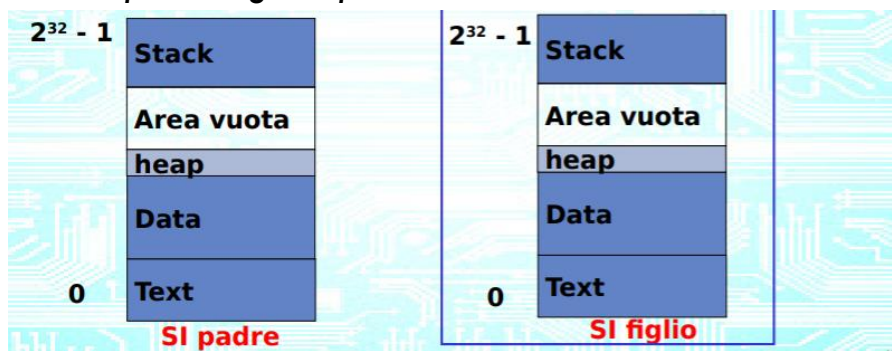 2³² - 1
Stack
Area vuota
heap
Data
0
Text
SI padre
2³² - 1
Stack
Area vuota
heap
Data
0
Text
SI figlio